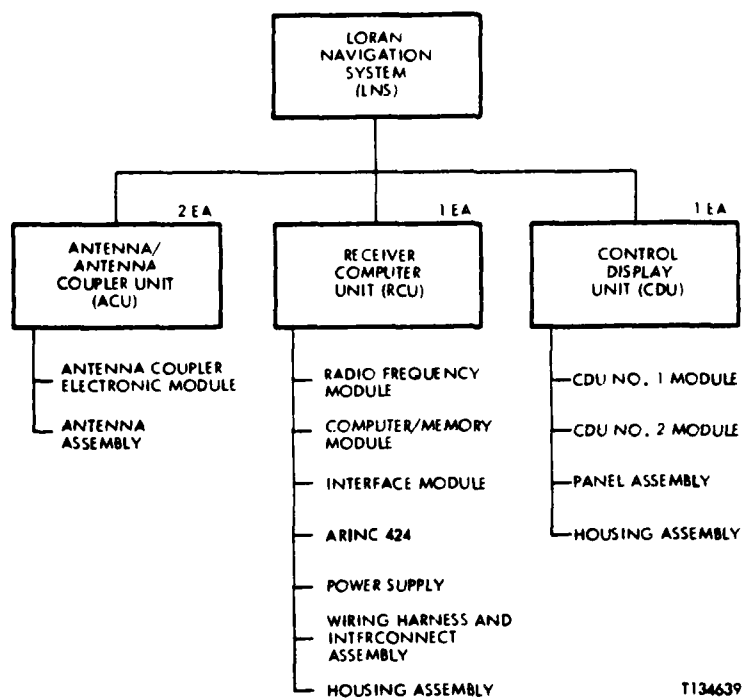 LORAN
NAVIGATION
SYSTEM
(LNS)
2 EA
ANTENNA/
ANTENNA
COUPLER UNIT
(ACU)
ANTENNA COUPLER
ELECTRONIC MODULE
ANTENNA
ASSEMBLY
1 EA
RECEIVER
COMPUTER
UNIT (RCU)
RADIO FREQUENCY
MODULE
COMPUTER/MEMORY
MODULE
INTERFACE MODULE
ARINC 424
POWER SUPPLY
WIRING HARNESS AND
INTERCONNECT
ASSEMBLY
HOUSING ASSEMBLY
1 EA
CONTROL
DISPLAY
UNIT (CDU)
CDU NO. 1 MODULE
CDU NO. 2 MODULE
PANEL ASSEMBLY
HOUSING ASSEMBLY
T134639